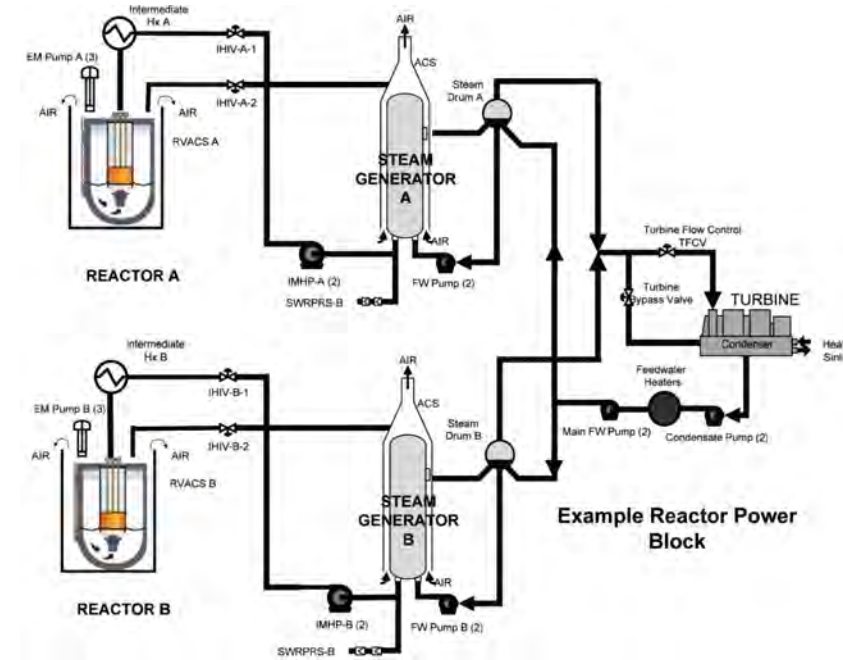 Intermediate
Hx A
AIR
EM Pump A (3)
IHIV-A-1
ACS
Steam
Drum A
IHIV-A-2
AIR
AIR
RVACS A
STEAM
GENERATOR
A
Turbine Flow Control
TFCV
REACTOR A
AIR
IMHP-A (2)
FW Pump (2)
SWRPRS-B
Turbine
Bypass Valve
TURBINE
Condenser
Heat
Sink
Intermediate
Hx B
AIR
EM Pump B (3)
IHIV-B-1
ACS
Steam
Drum B
Feedwater
Heaters
IHIV-B-2
AIR
AIR
RVACS B
Main FW Pump (2)
Condensate Pump (2)
STEAM
GENERATOR
B
Example Reactor Power
Block
REACTOR B
AIR
IMHP-B (2)
FW Pump B (2)
SWRPRS-B